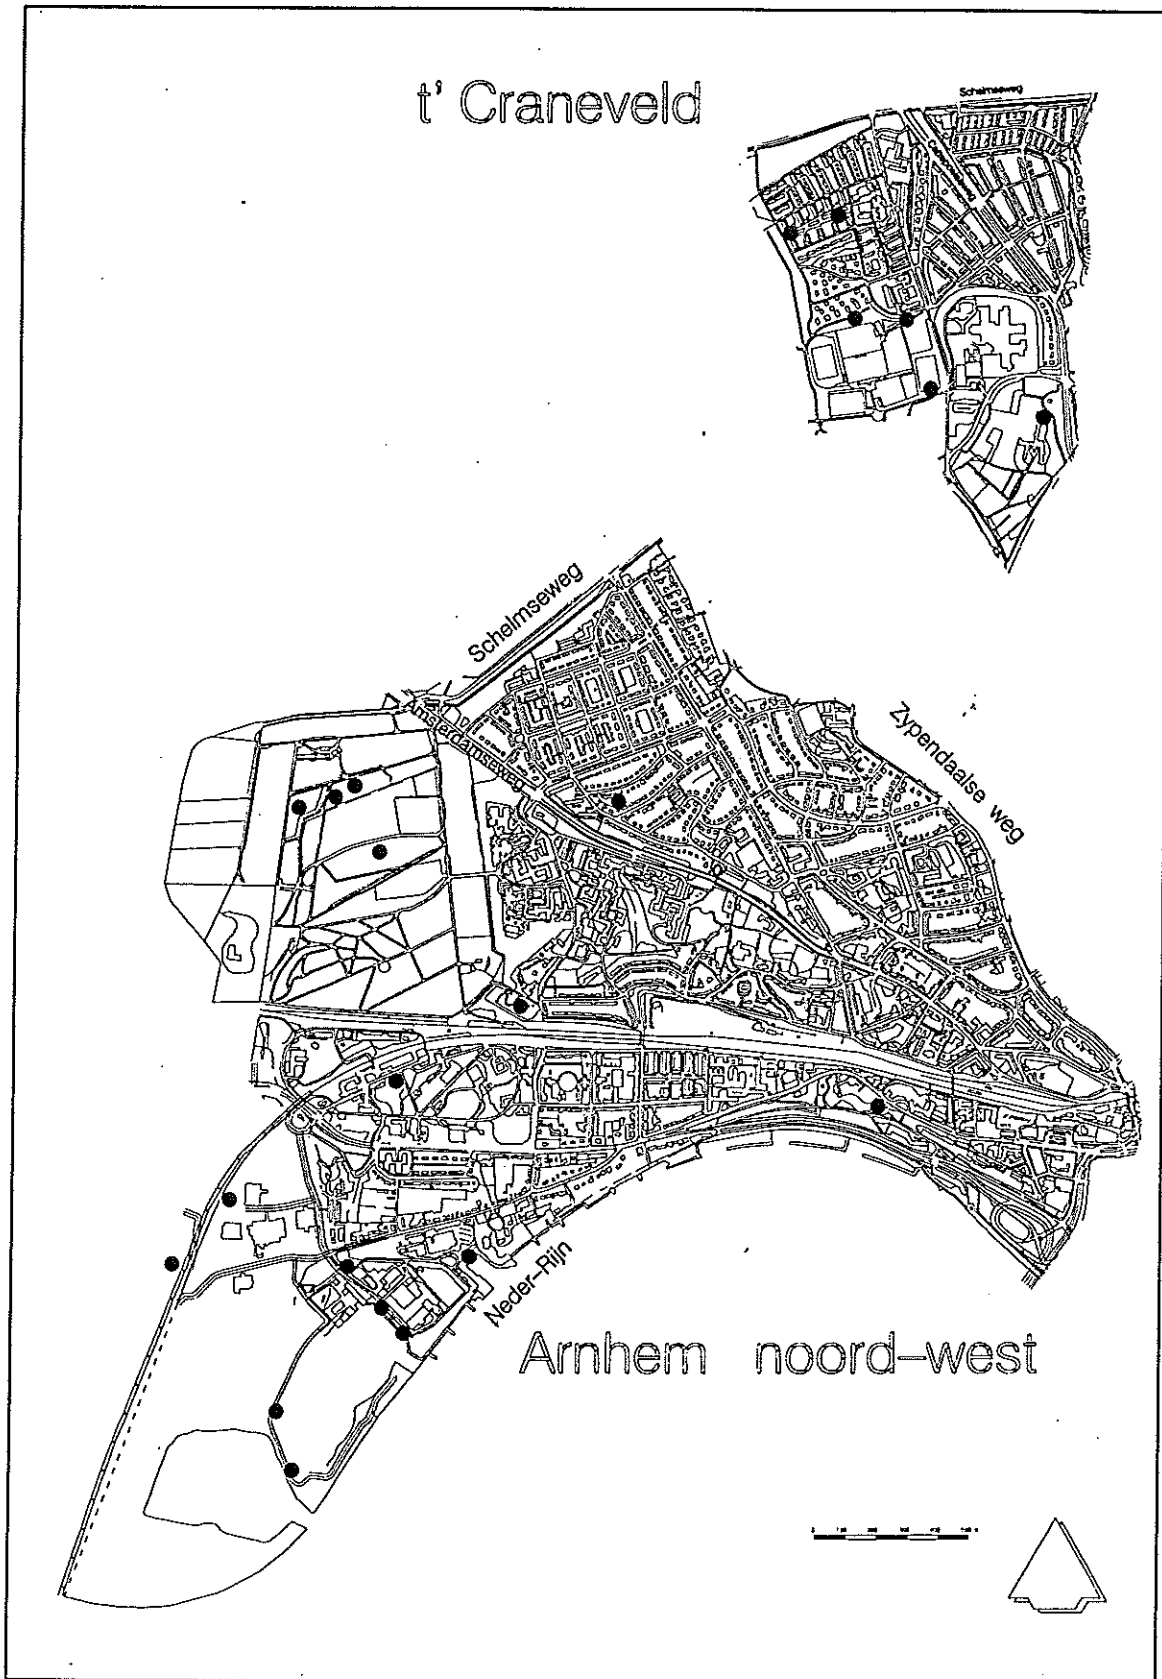 t' Craneveld
Schelmseweg
Schelmseweg
Amsterdamseweg
Zypendaalse weg
Neder-Rijn
Arnhem noord-west